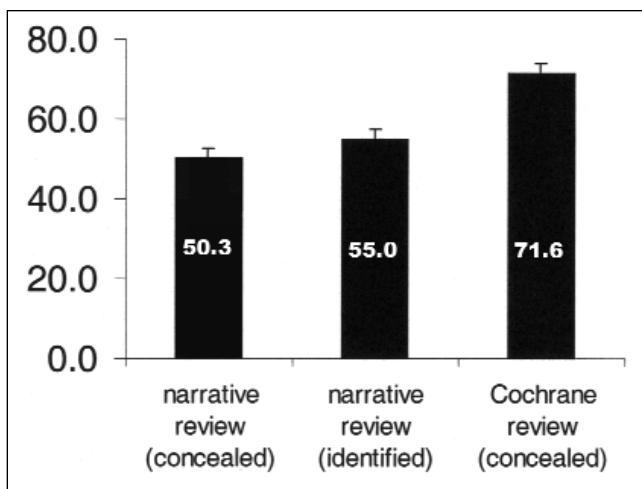 80.0
60.0
40.0
20.0
0.0
50.3
55.0
71.6
narrative
review
(concealed)
narrative
review
(identified)
Cochrane
review
(concealed)